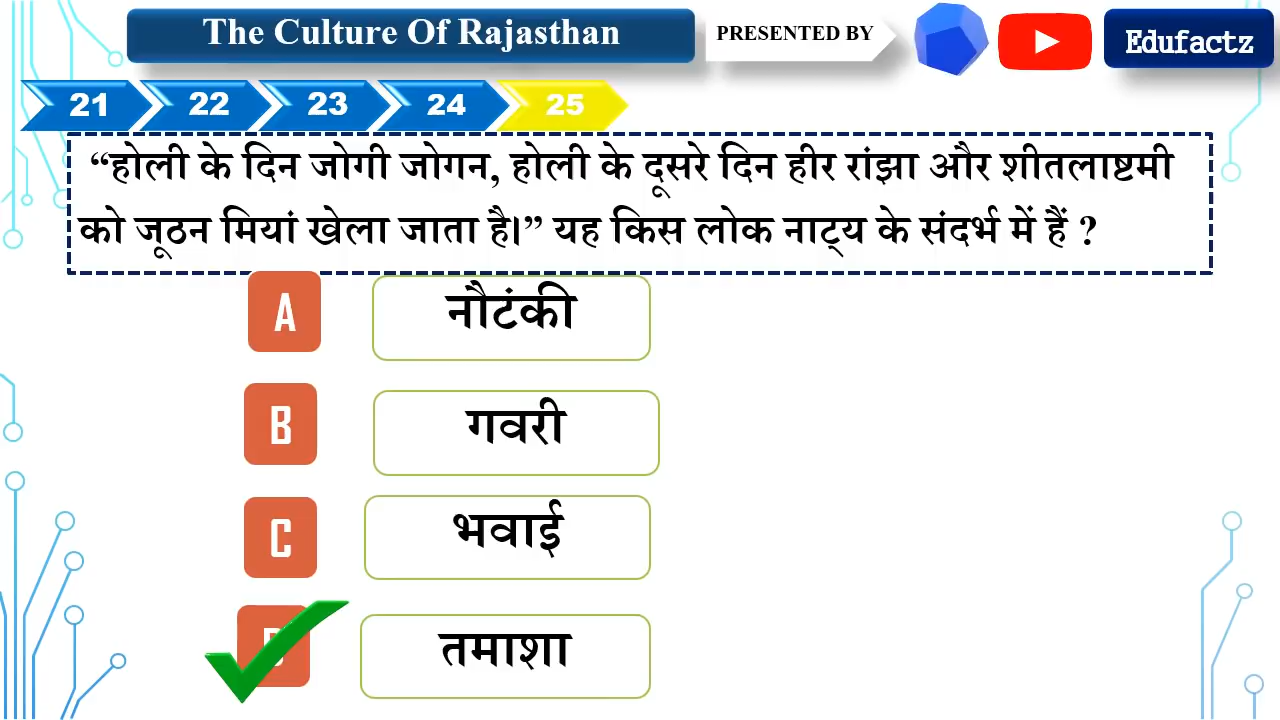 The Culture Of Rajasthan
PRESENTED BY
Edufactz
21 22 23 24 25
“होली के दिन जोगी जोगन, होली के दूसरे दिन हीर रांझा और शीतलाष्टमी
को जूठन मियां खेला जाता है।” यह किस लोक नाट्य के संदर्भ में हैं ?
A नौटंकी
B गवरी
C भवाई
D तमाशा